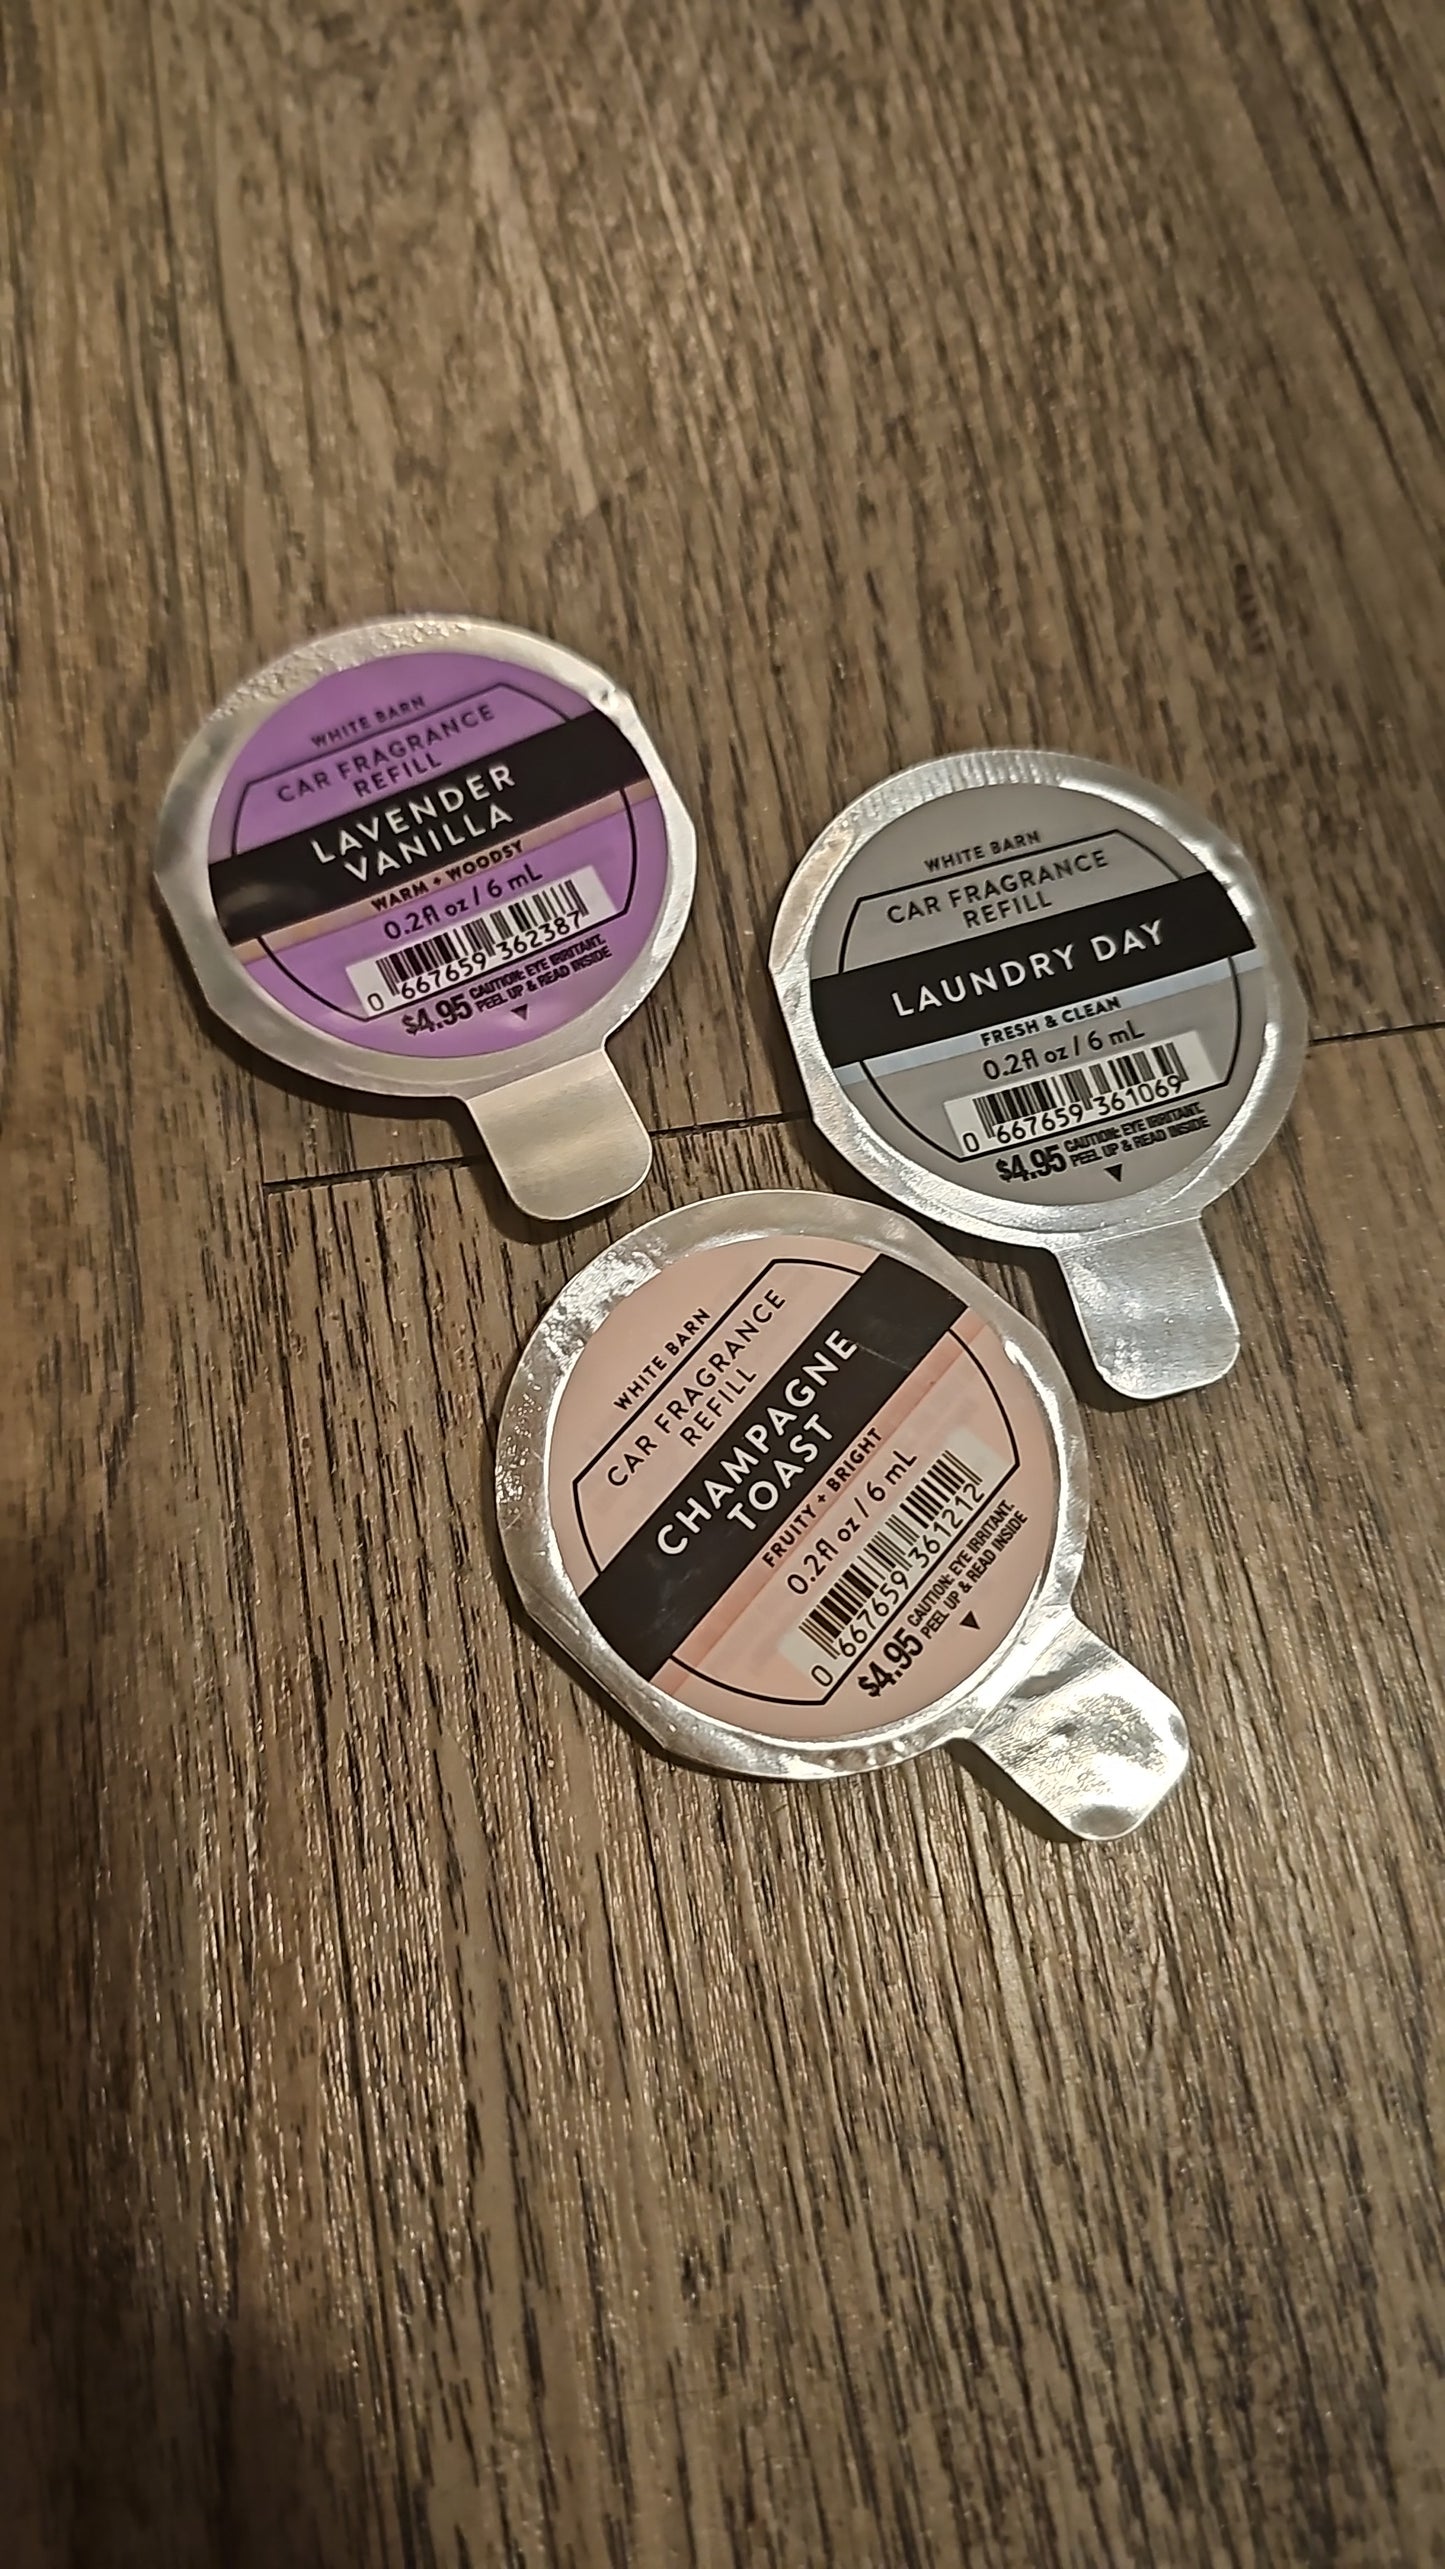 WHITE BARN
CAR FRAGRANCE
REFILL
LAVENDER
VANILLA
WARM + WOODSY
0.2fl oz / 6 mL
0 667659 362387
$4.95 CAUTION: EYE IRRITANT.
PEEL UP & READ INSIDE
WHITE BARN
CAR FRAGRANCE
REFILL
LAUNDRY DAY
FRESH & CLEAN
0.2fl oz / 6 mL
0 667659 361069
$4.95 CAUTION: EYE IRRITANT.
PEEL UP & READ INSIDE
WHITE BARN
CAR FRAGRANCE
REFILL
CHAMPAGNE
TOAST
FRUITY + BRIGHT
0.2fl oz / 6 mL
0 667659 361212
$4.95 CAUTION: EYE IRRITANT.
PEEL UP & READ INSIDE